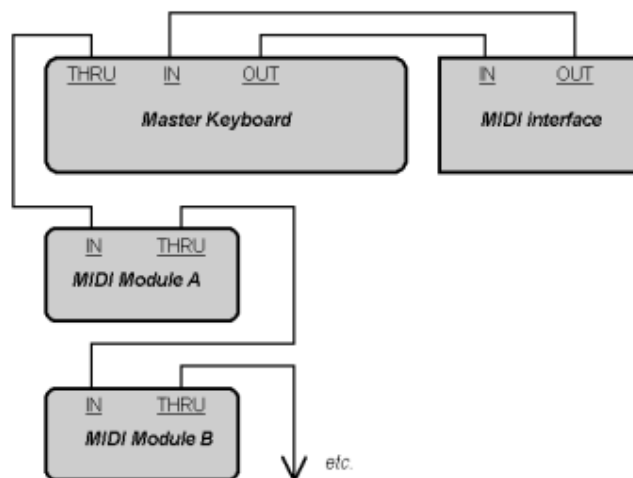 THRU IN OUT
Master Keyboard
IN OUT
MIDI interface
IN THRU
MIDI Module A
IN THRU
MIDI Module B
etc.